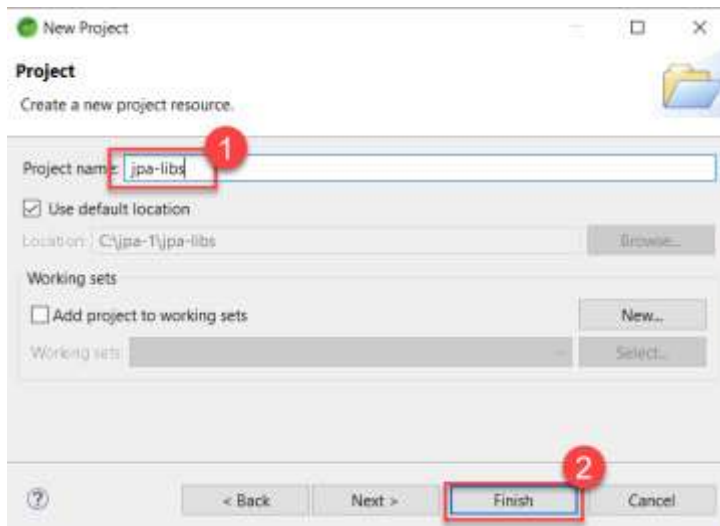 New Project
Project
Create a new project resource.
1
Project name: jpa-libs
Use default location
Location: C:\jpa-1\jpa-libs
Browse...
Working sets
Add project to working sets
New...
Working sets:
Select...
2
?
< Back
Next >
Finish
Cancel